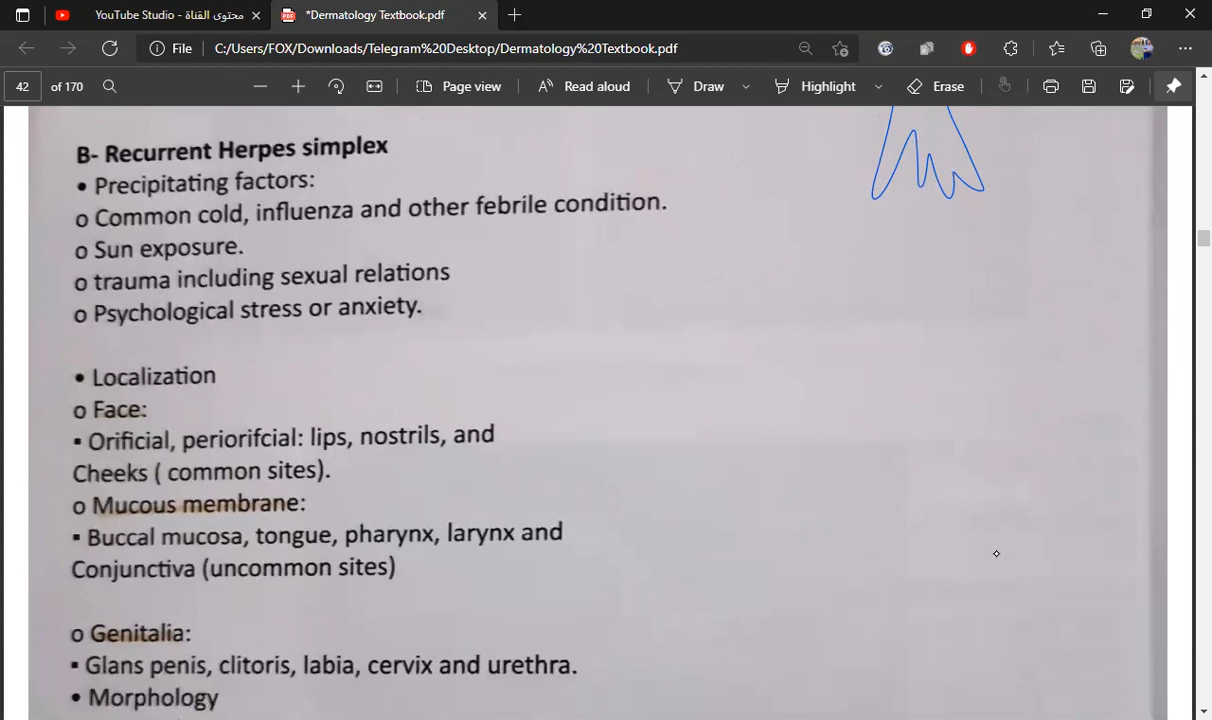 محتوى القناة - YouTube Studio
*Dermatology Textbook.pdf
File
C:/Users/FOX/Downloads/Telegram%20Desktop/Dermatology%20Textbook.pdf
42 of 170
Page view
Read aloud
Draw
Highlight
Erase
B- Recurrent Herpes simplex
• Precipitating factors:
o Common cold, influenza and other febrile condition.
o Sun exposure.
o trauma including sexual relations
o Psychological stress or anxiety.
• Localization
o Face:
▪ Orificial, periorifcial: lips, nostrils, and
Cheeks ( common sites).
o Mucous membrane:
▪ Buccal mucosa, tongue, pharynx, larynx and
Conjunctiva (uncommon sites)
o Genitalia:
▪ Glans penis, clitoris, labia, cervix and urethra.
• Morphology